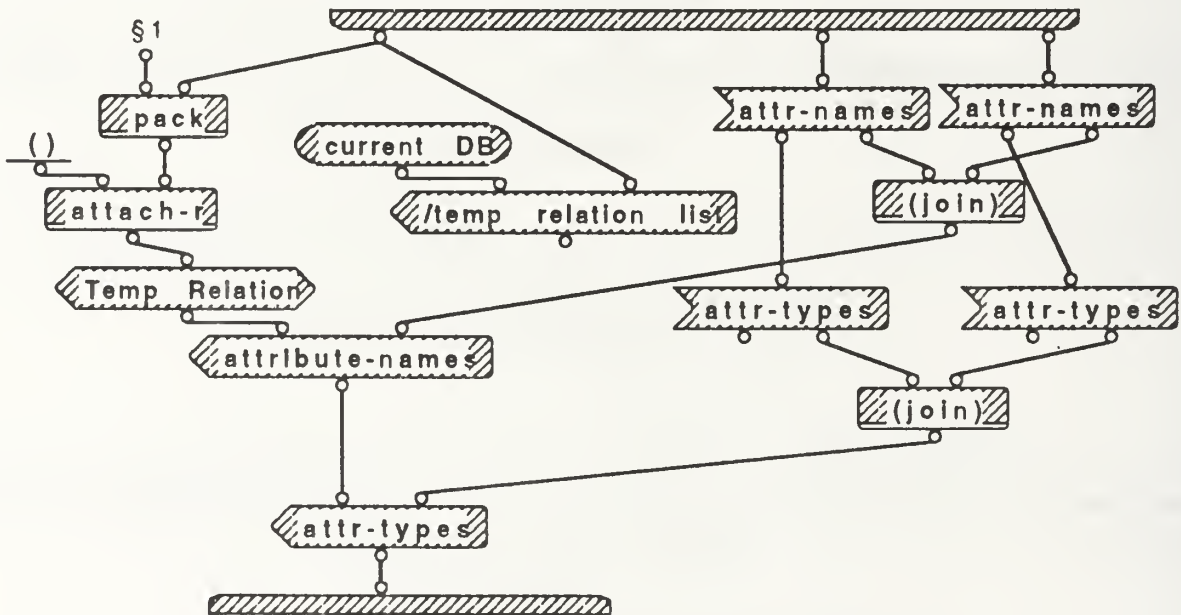 §1
pack
attr-names
attr-names
()
current DB
attach-r
/temp relation list
(join)
Temp Relation
attr-types
attr-types
attribute-names
(join)
attr-types